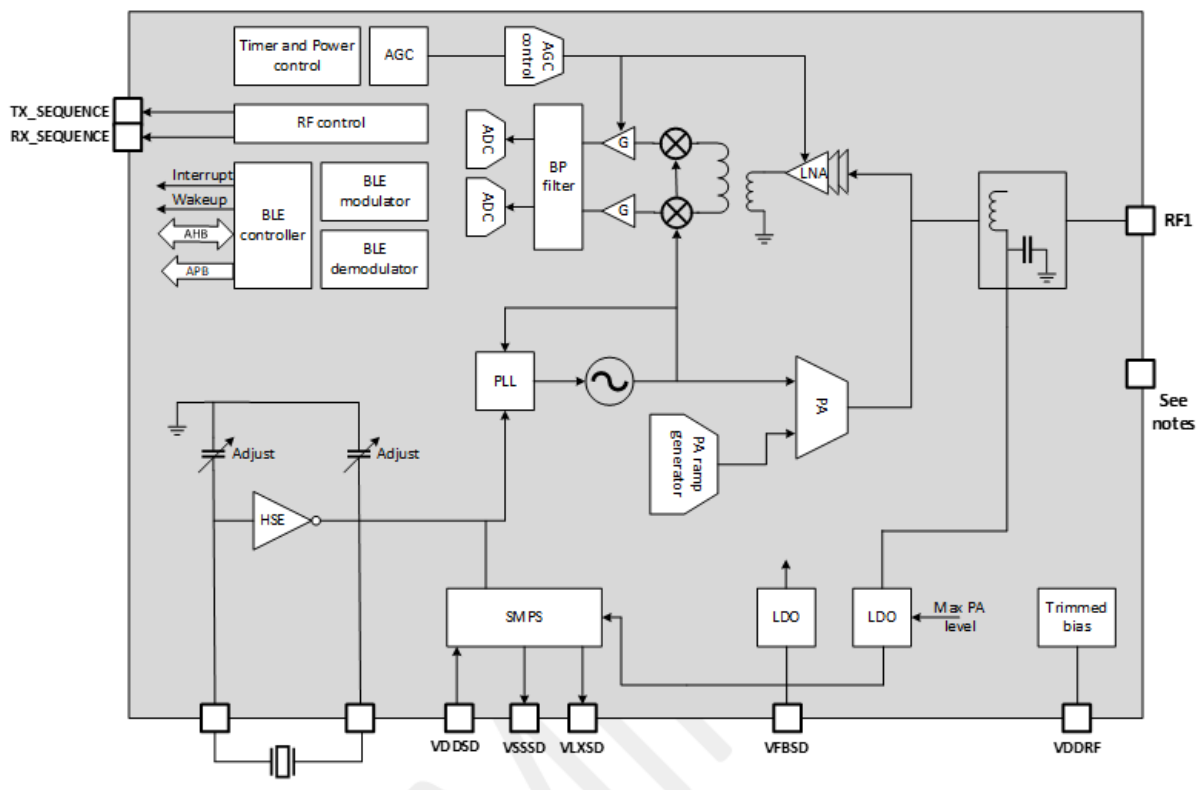 Timer and Power
control
AGC
AGC
control
TX_SEQUENCE
RX_SEQUENCE
RF control
ADC
ADC
BP
filter
G
G
LNA
Interrupt
Wakeup
AHB
APB
BLE
controller
BLE
modulator
BLE
demodulator
RF1
PLL
PA
See
notes
PA ramp
generator
Adjust
Adjust
HSE
SMPS
LDO
LDO
Max PA
level
Trimmed
bias
VDDSD
VSSSD
VLXSD
VFBSD
VDDRF